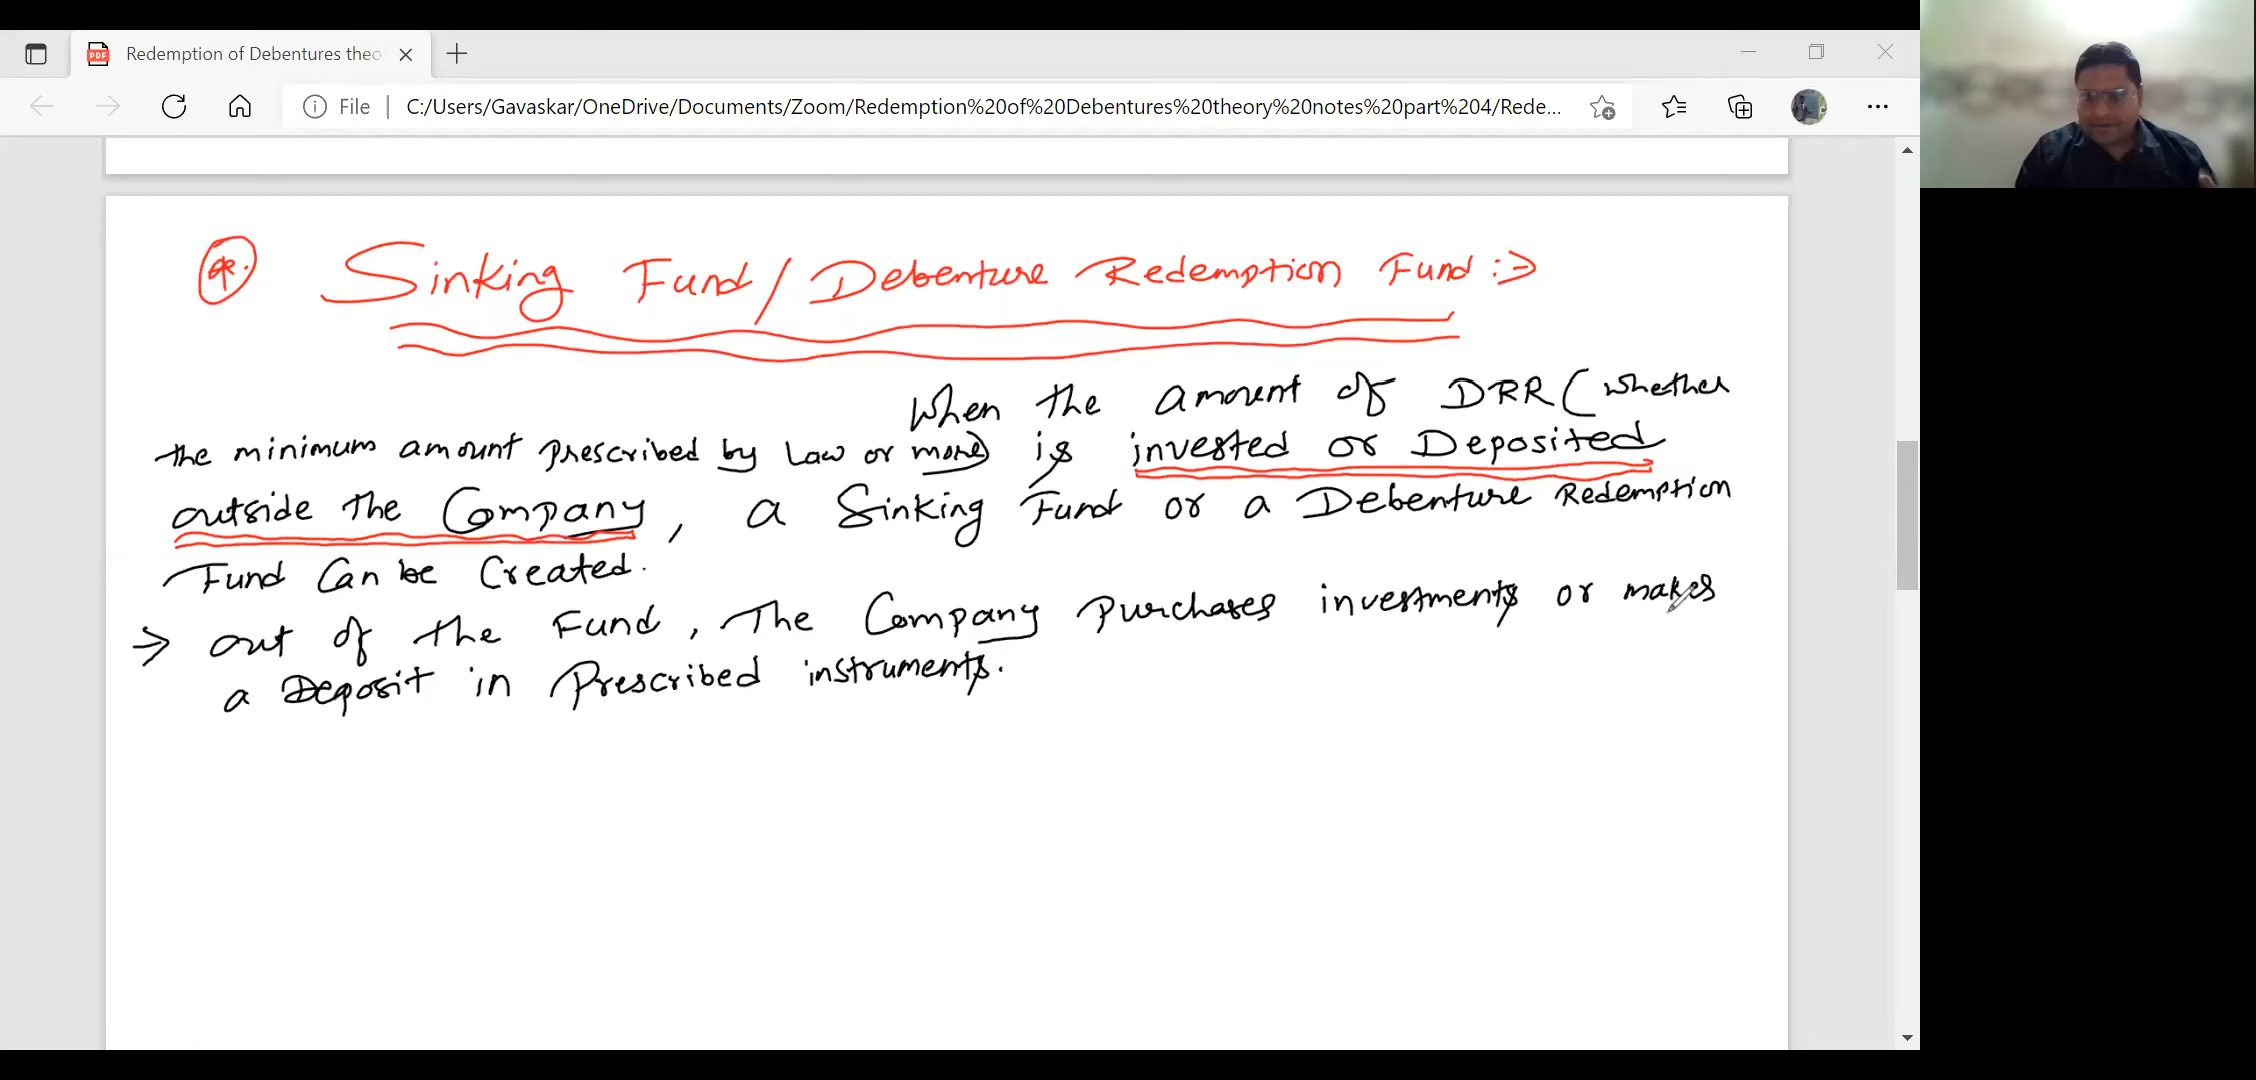 Redemption of Debentures theo
File
C:/Users/Gavaskar/OneDrive/Documents/Zoom/Redemption%20of%20Debentures%20theory%20notes%20part%204/Rede...
Sinking Fund/Debenture Redemption Fund :⇒
When the amount of DRR (whether
the minimum amount prescribed by Law or more) is invested or Deposited
outside the Company, a Sinking Fund or a Debenture Redemption
Fund Can be Created.
→ out of the Fund, The Company Purchases investments or makes
a Deposit in Prescribed instruments.